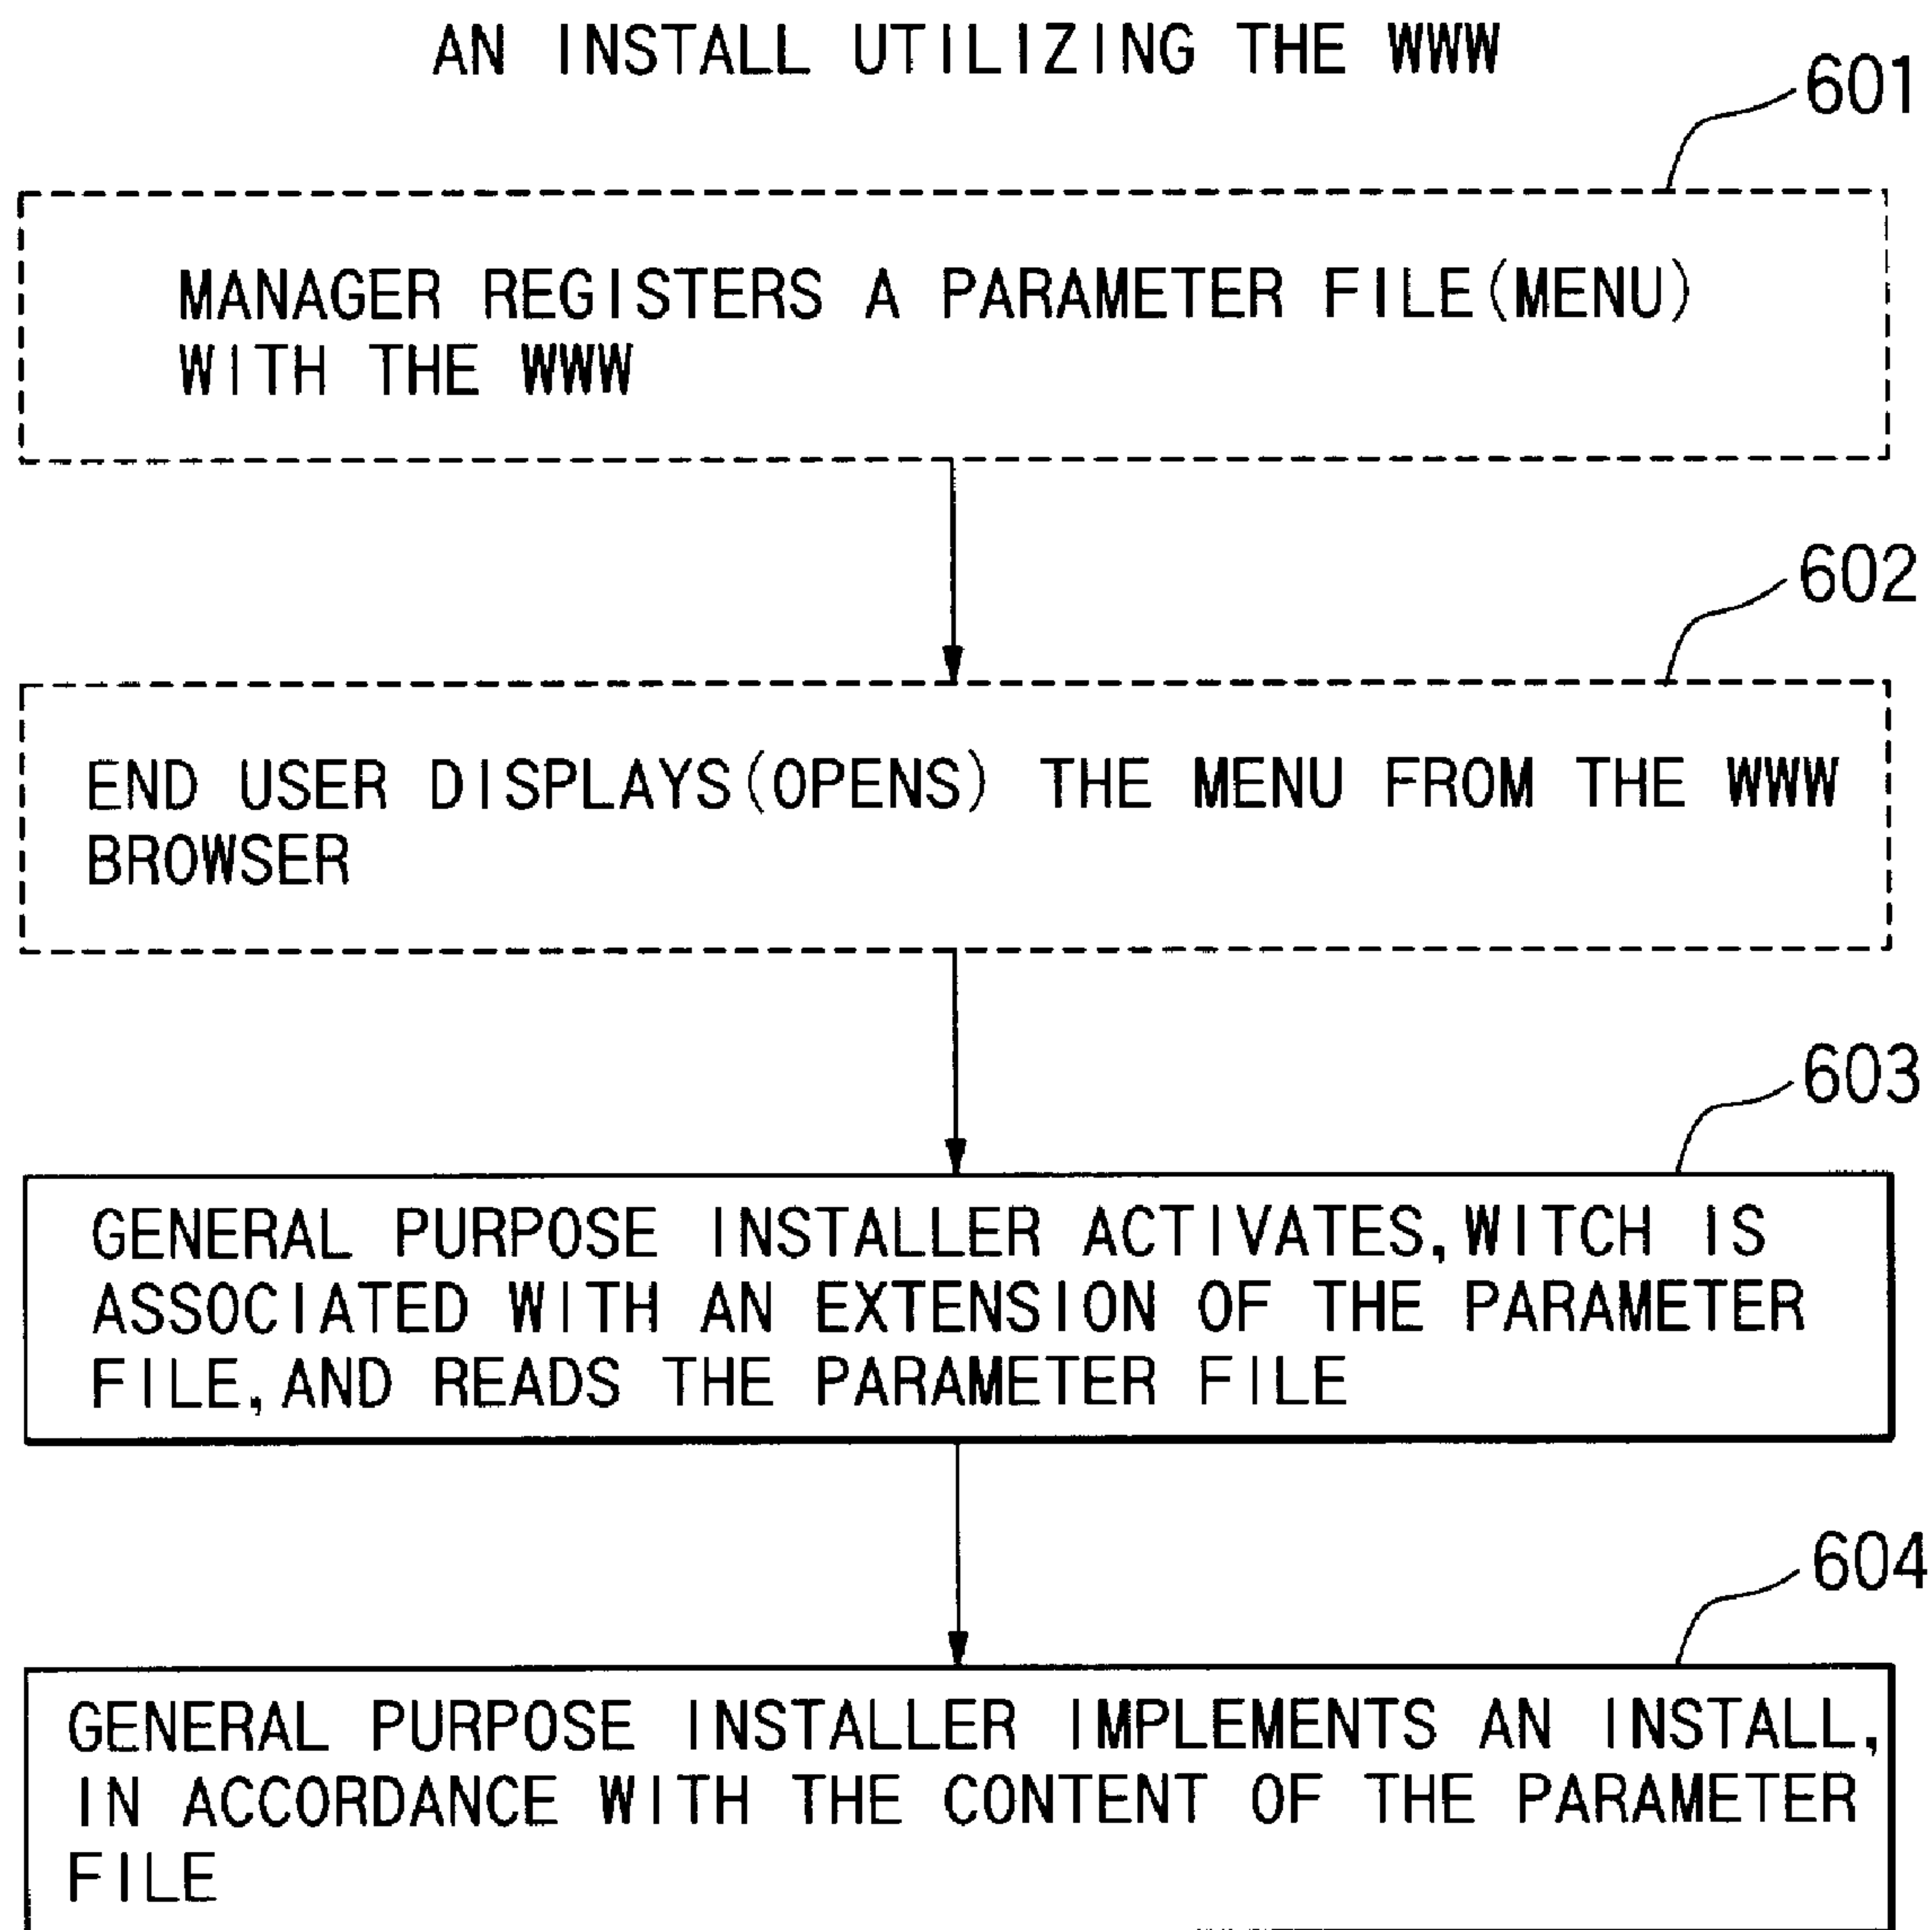 AN INSTALL UTILIZING THE WWW
601
MANAGER REGISTERS A PARAMETER FILE(MENU)
WITH THE WWW
602
END USER DISPLAYS(OPENS) THE MENU FROM THE WWW
BROWSER
603
GENERAL PURPOSE INSTALLER ACTIVATES,WITCH IS
ASSOCIATED WITH AN EXTENSION OF THE PARAMETER
FILE,AND READS THE PARAMETER FILE
604
GENERAL PURPOSE INSTALLER IMPLEMENTS AN INSTALL,
IN ACCORDANCE WITH THE CONTENT OF THE PARAMETER
FILE